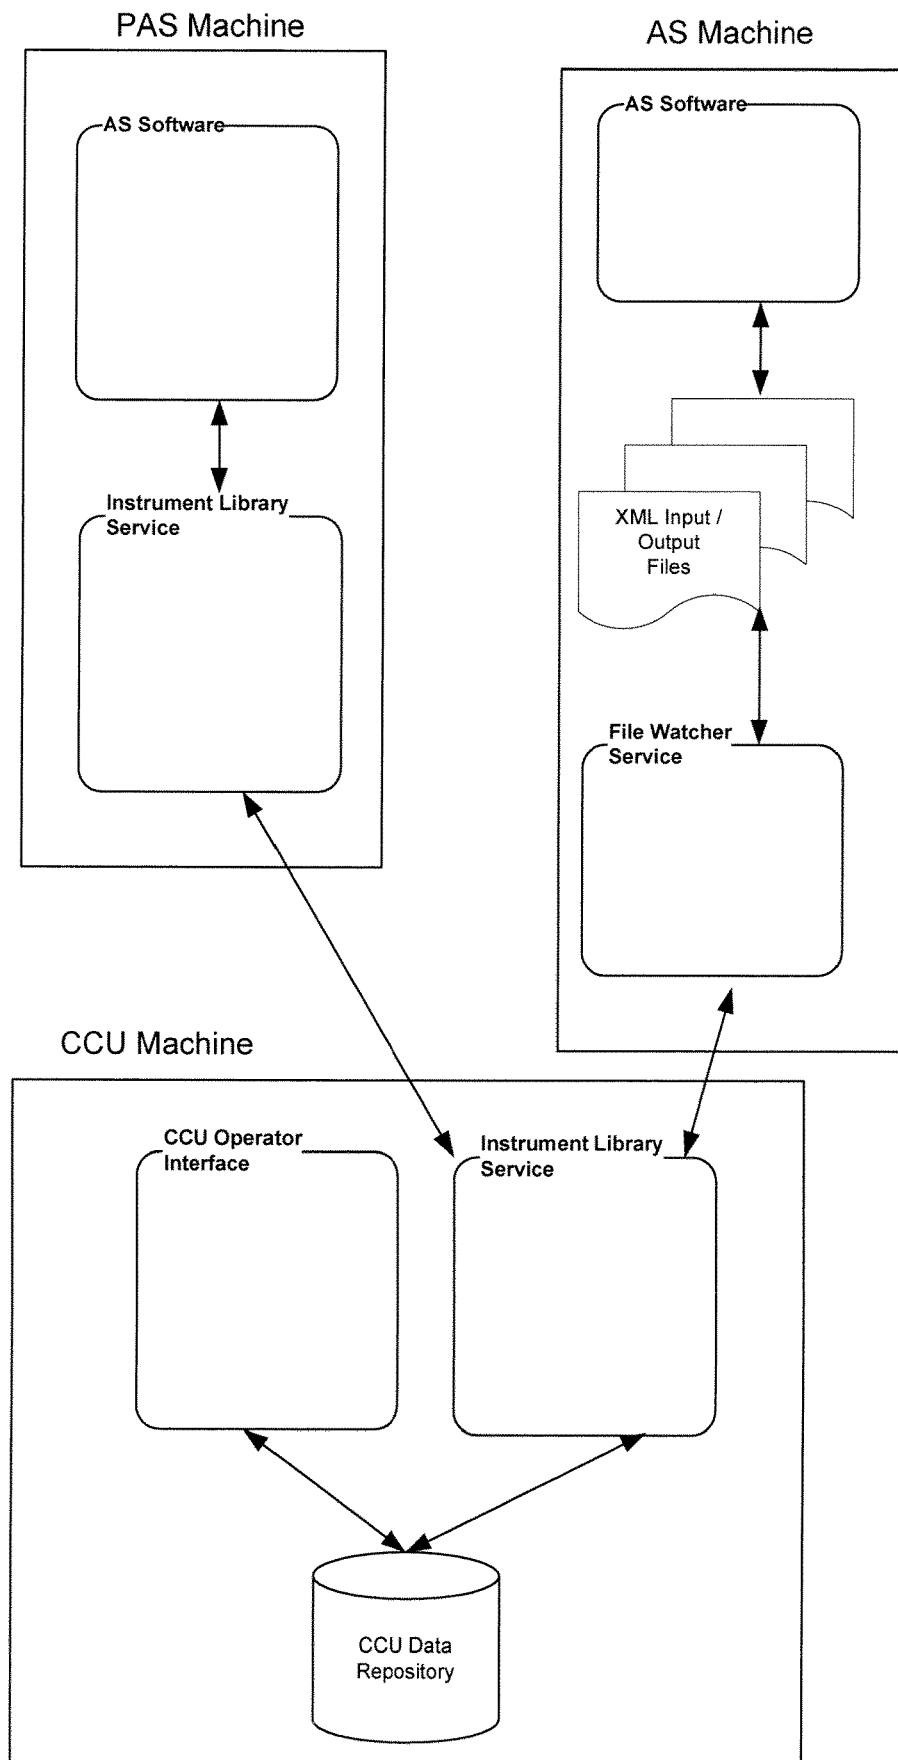 PAS Machine
AS Machine
AS Software
AS Software
Instrument Library
Service
XML Input /
Output
Files
File Watcher
Service
CCU Machine
CCU Operator
Interface
Instrument Library
Service
CCU Data
Repository